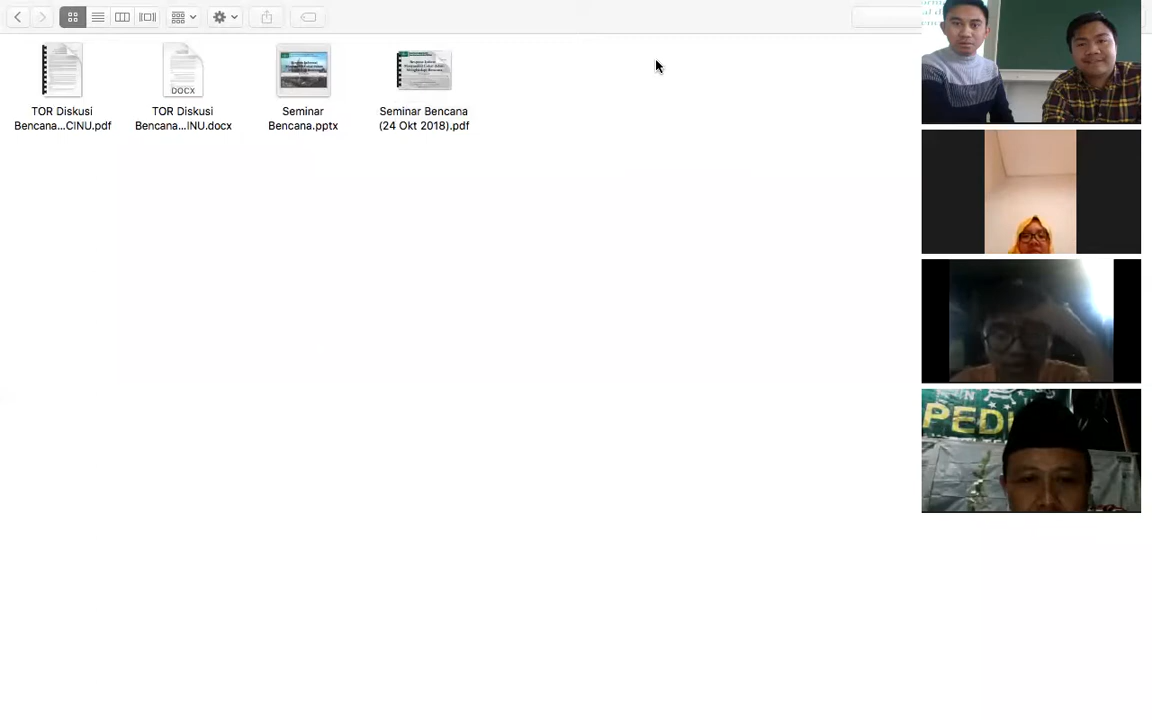 TOR Diskusi
Bencana...CINU.pdf
DOCX
TOR Diskusi
Bencana...INU.docx
Seminar
Bencana.pptx
Seminar Bencana
(24 Okt 2018).pdf
PEDU